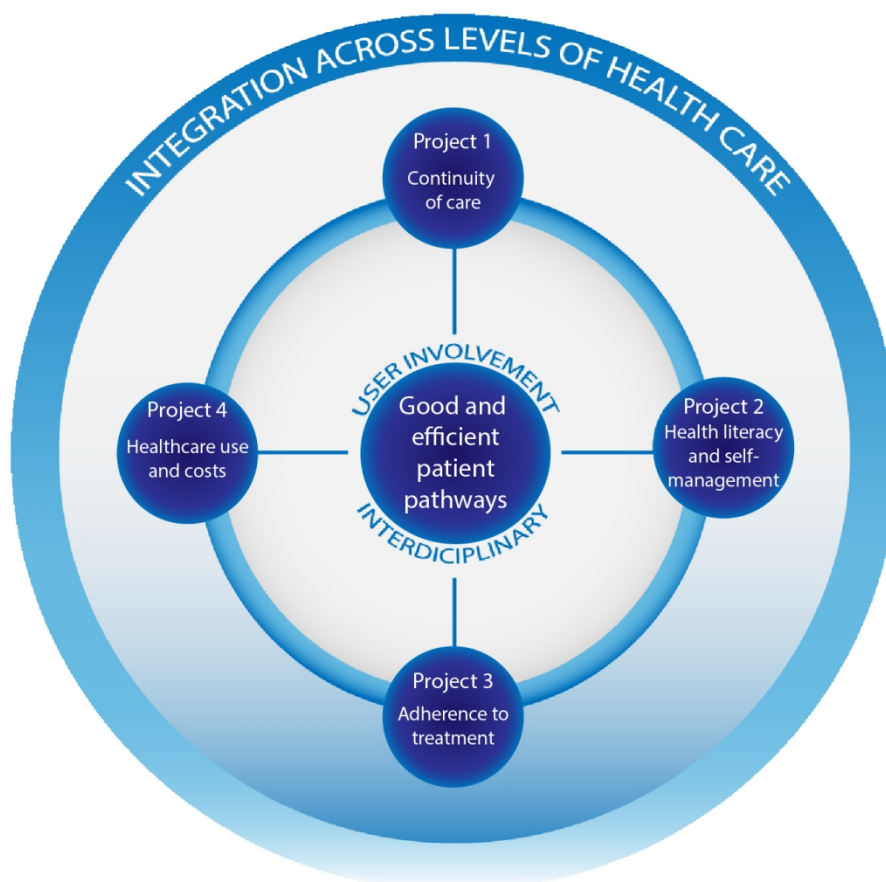 INTEGRATION ACROSS LEVELS OF HEALTH CARE
Project 1
Continuity
of care
Project 4
Healthcare use
and costs
USER INVOLVEMENT
Good and
efficient
patient
pathways
INTERDICIPLINARY
Project 2
Health literacy
and self-
management
Project 3
Adherence to
treatment